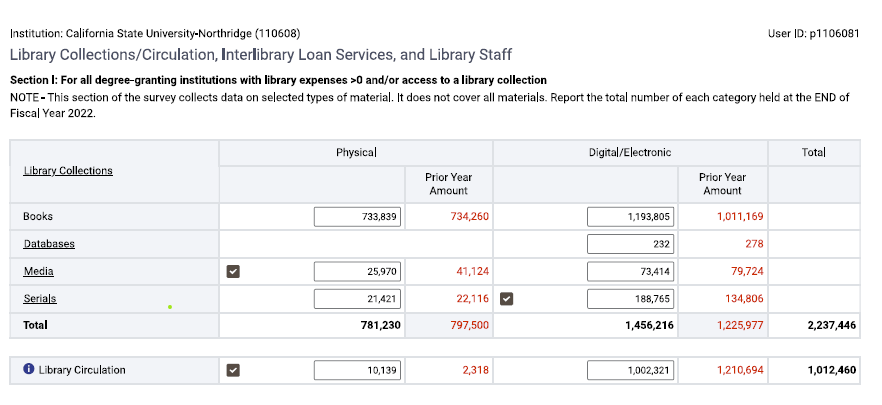 Institution: California State University-Northridge (110608) User ID: p1106081
Library Collections/Circulation, Interlibrary Loan Services, and Library Staff
Section I: For all degree-granting institutions with library expenses >0 and/or access to a library collection
NOTE - This section of the survey collects data on selected types of material. It does not cover all materials. Report the total number of each category held at the END of
Fiscal Year 2022.
Library Collections Physical Digital/Electronic Total
Prior Year Amount Prior Year Amount
Books 733,839 734,260 1,193,805 1,011,169
Databases 232 278
Media 25,970 41,124 73,414 79,724
Serials 21,421 22,116 188,765 134,806
Total 781,230 797,500 1,456,216 1,225,977 2,237,446
Library Circulation 10,139 2,318 1,002,321 1,210,694 1,012,460